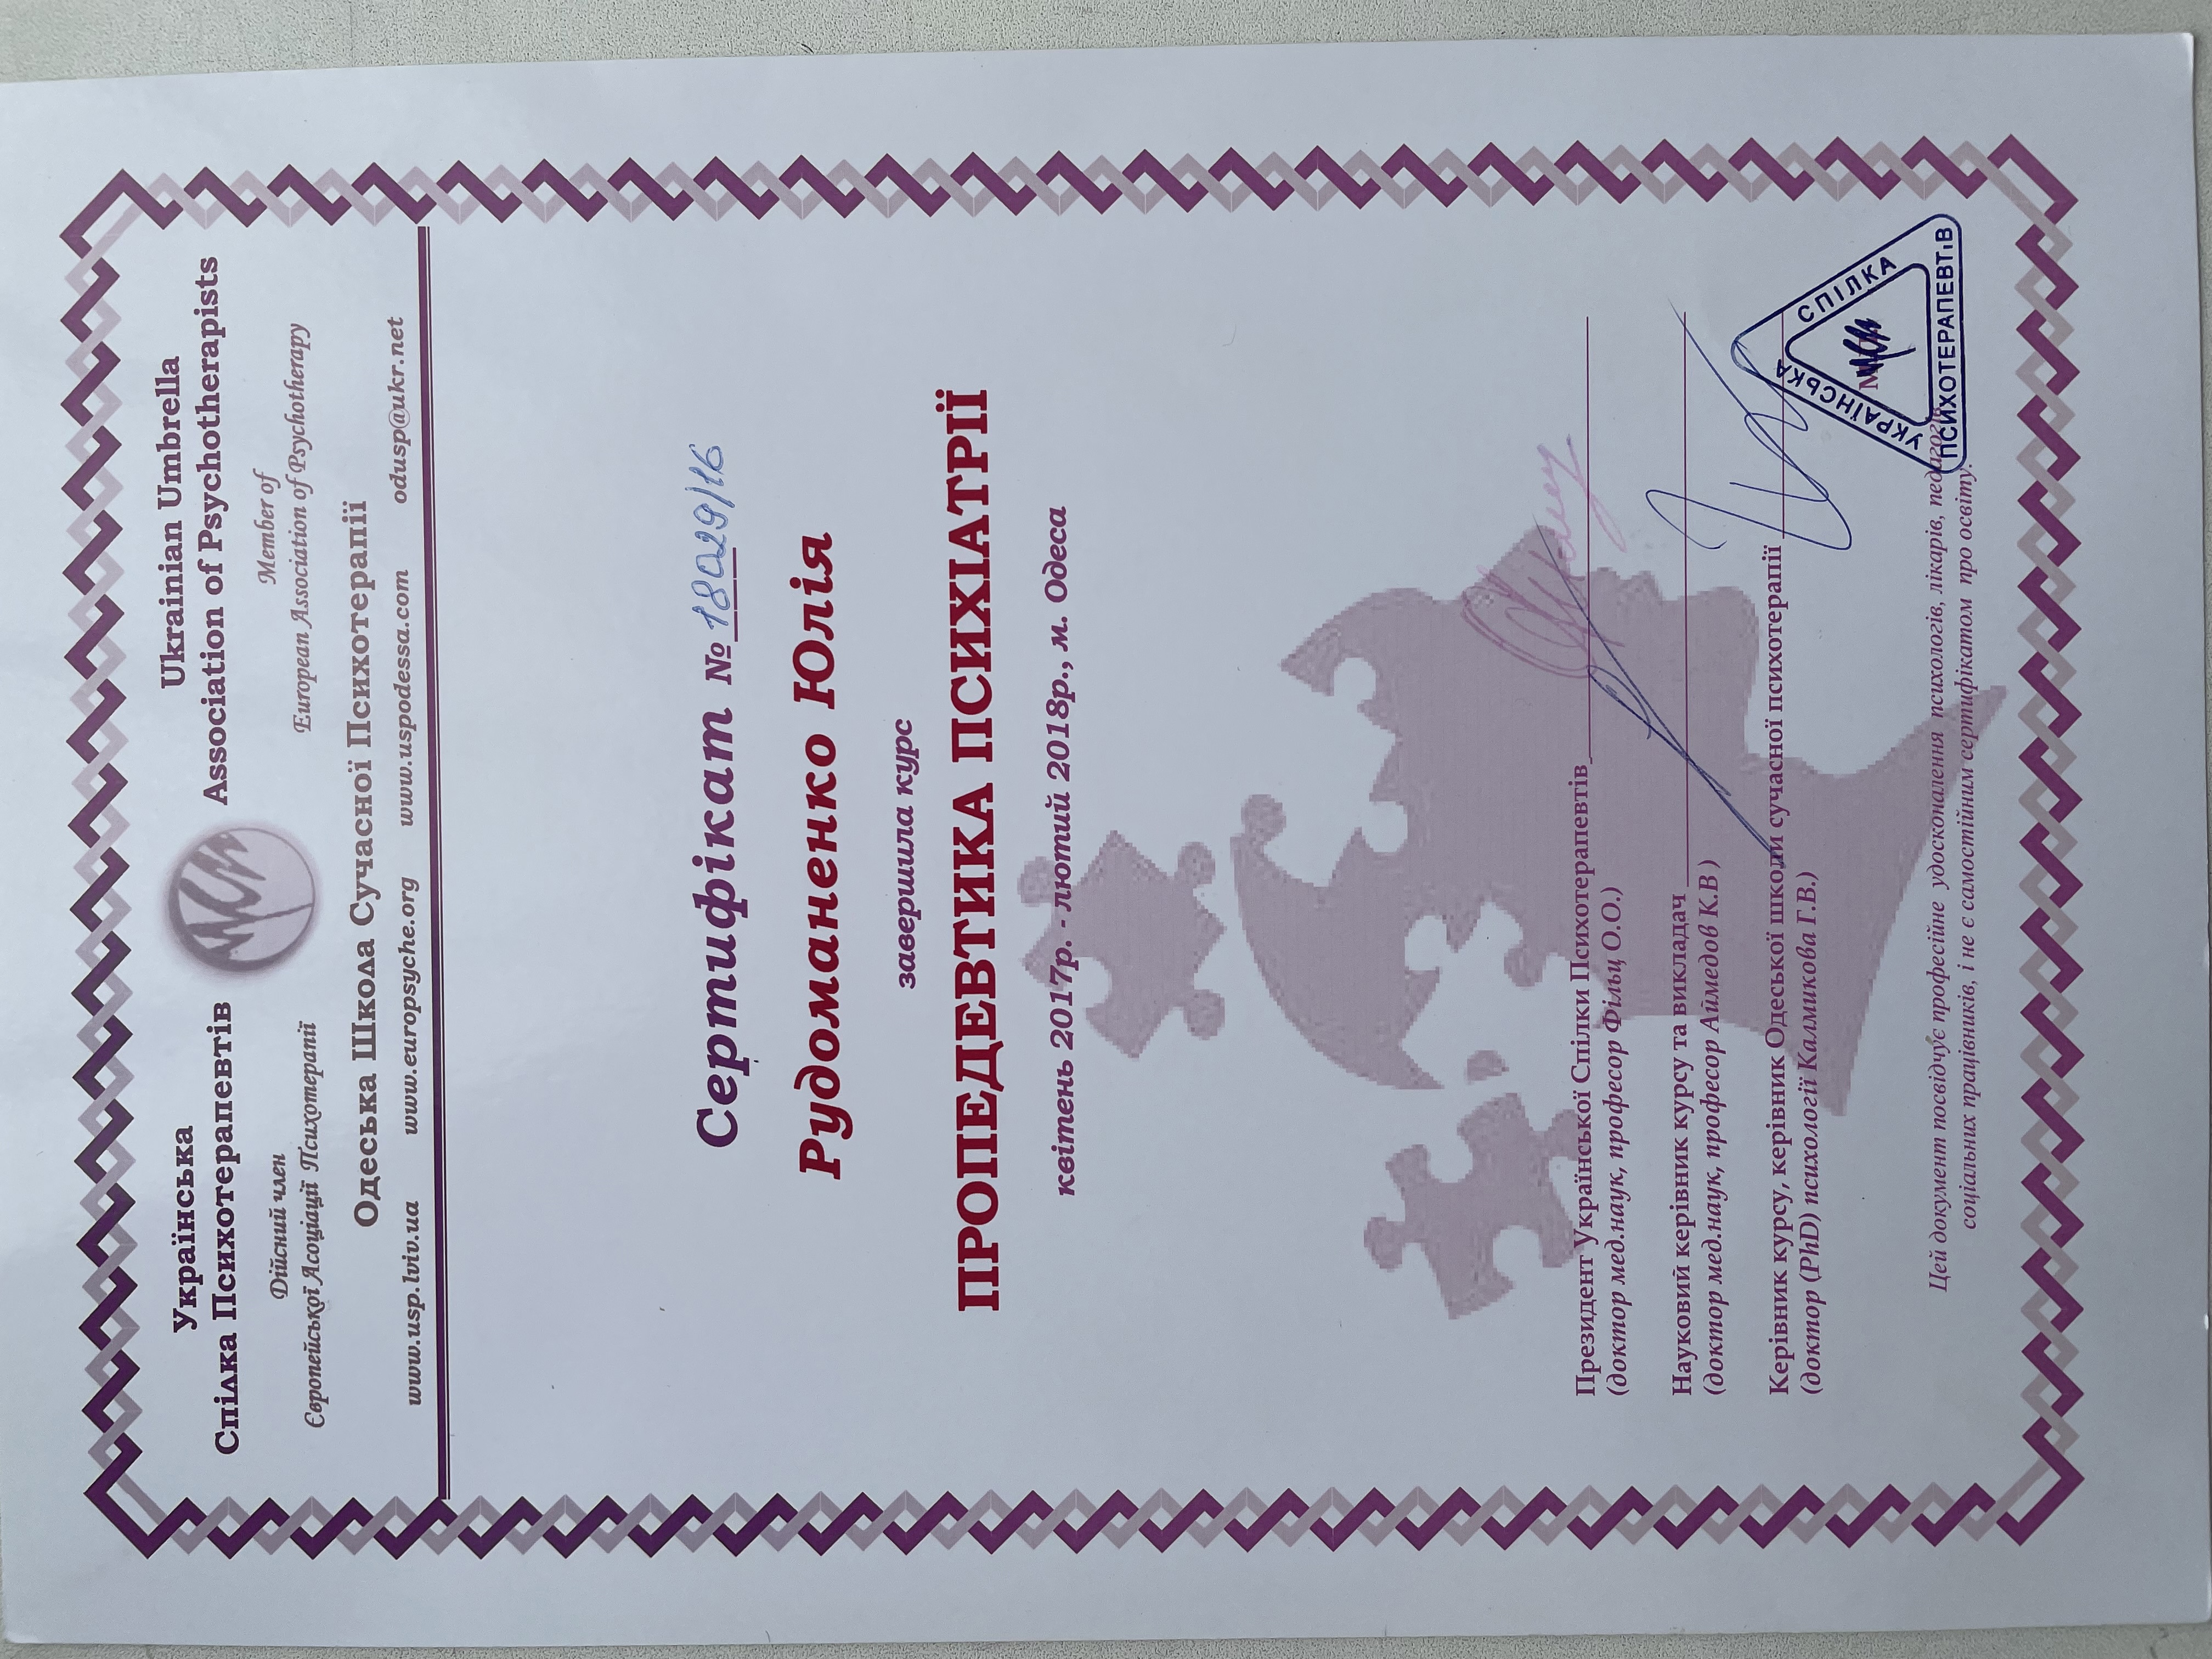 Українська
Спілка Психотерапевтів
Дійсний член
Європейської Асоціації Психотерапії
Ukrainian Umbrella
Association of Psychotherapists
Member of
European Association of Psychotherapy
Одеська Школа Сучасної Психотерапії
www.usp.lviv.ua www.europsyche.org www.uspodessa.com odusp@ukr.net
Сертифікат №
Рудоманенко Юлія
завершила курс
ПРОПЕДЕВТИКА ПСИХІАТРІЇ
квітень 2017р. - лютий 2018р., м. Одеса
Президент Української Спілки Психотерапевтів
(доктор мед.наук, професор Фільц О.О.)
Науковий керівник курсу та викладач
(доктор мед.наук, професор Аймедов К.В )
Керівник курсу, керівник Одеської школи сучасної психотерапії
(доктор (PhD) психології Калмикова Г.В.)
УКРАЇНСЬКА СПІЛКА ПСИХОТЕРАПЕВТІВ
Цей документ посвідчує професійне удосконалення психологів, лікарів, педагогів,
соціальних працівників, і не є самостійним сертифікатом про освіту.